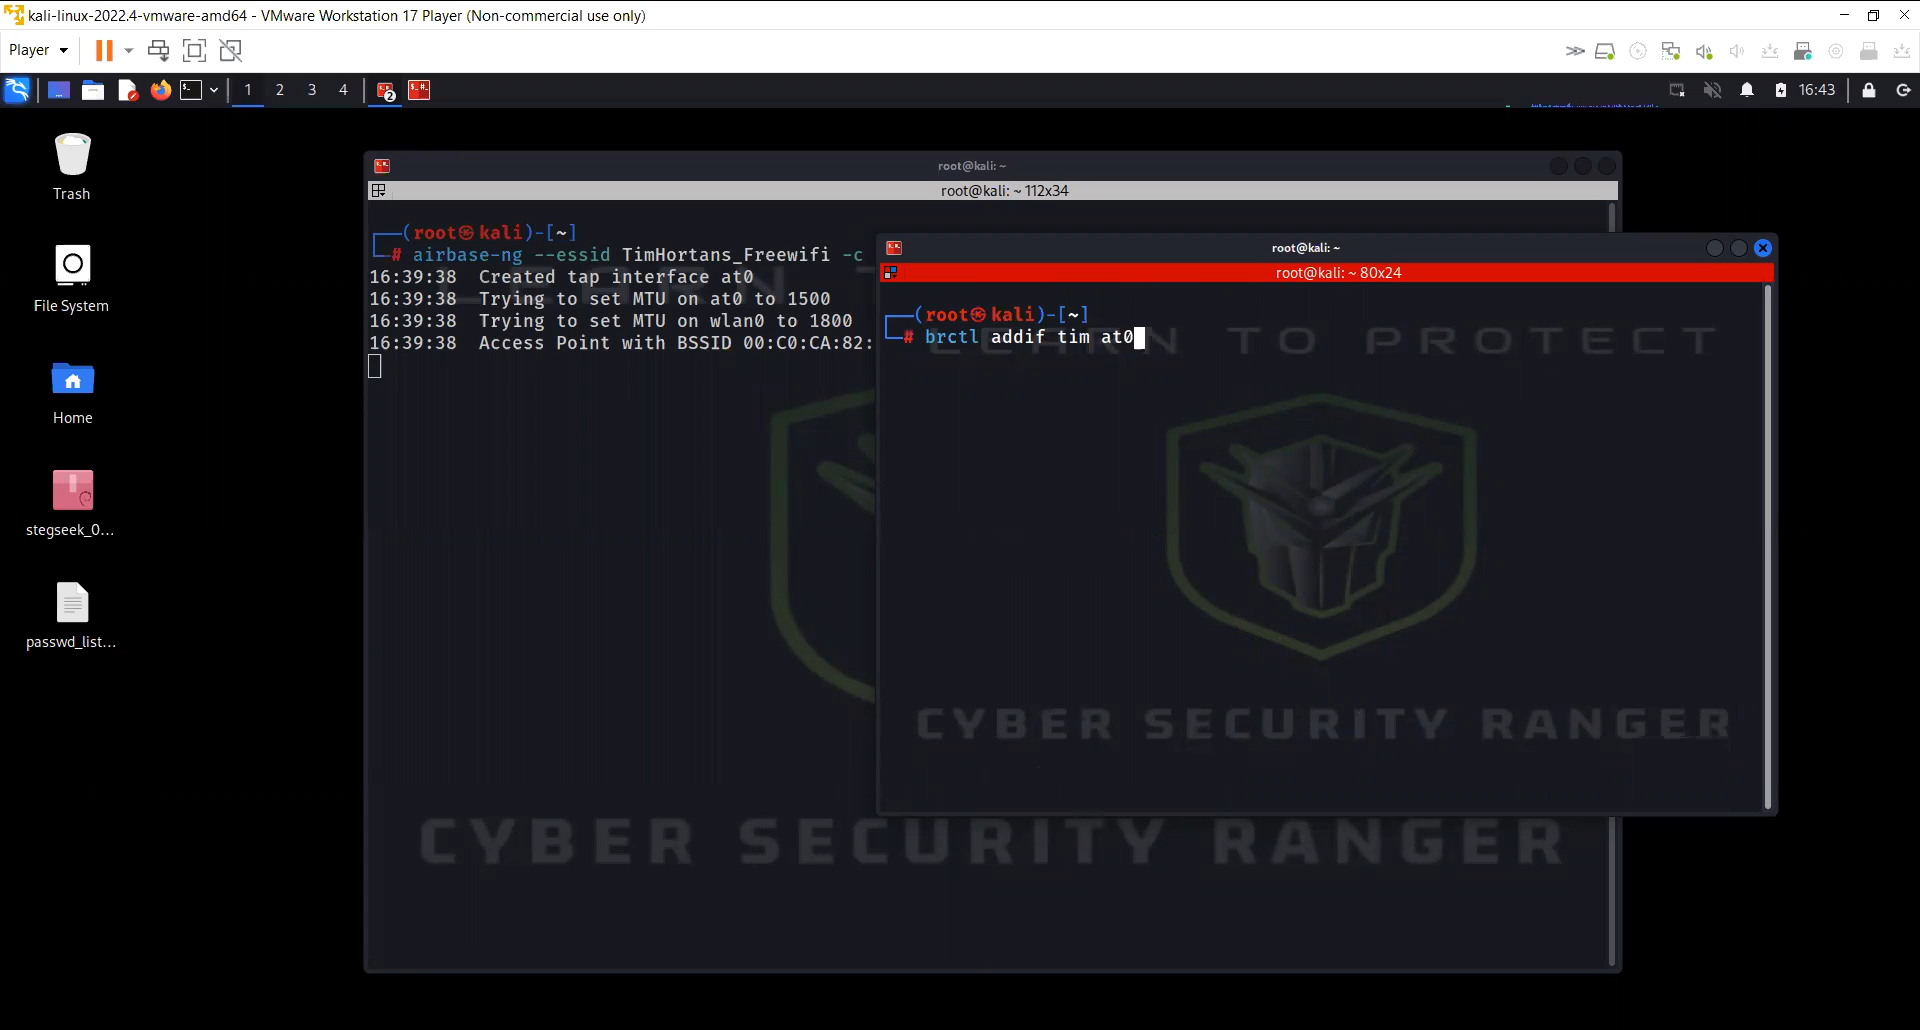 kali-linux-2022.4-vmware-amd64 - VMware Workstation 17 Player (Non-commercial use only)
Player
1 2 3 4 2 16:43
Trash
File System
Home
stegseek_0...
passwd_list...
root@kali: ~
root@kali: ~ 112x34
(root㉿kali)-[~]
# airbase-ng --essid TimHortans_Freewifi -c
16:39:38 Created tap interface at0
16:39:38 Trying to set MTU on at0 to 1500
16:39:38 Trying to set MTU on wlan0 to 1800
16:39:38 Access Point with BSSID 00:C0:CA:82:
LEARN T
CYBER SECURITY RANGER
root@kali: ~
root@kali: ~ 80x24
(root㉿kali)-[~]
# brctl addif tim at0
LEARN TO PROTECT
CYBER SECURITY RANGER